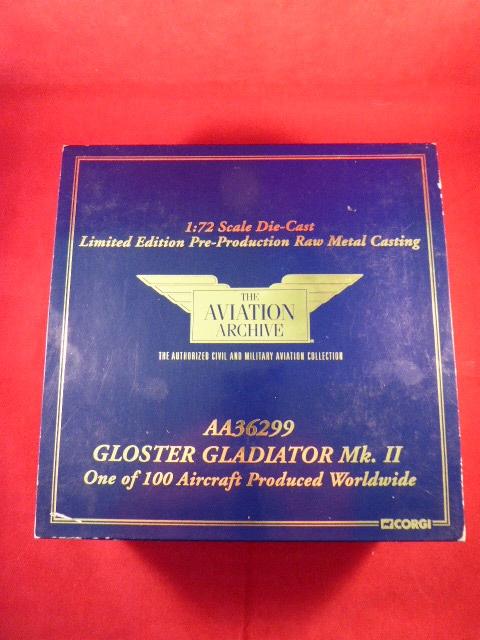 1:72 Scale Die-Cast
Limited Edition Pre-Production Raw Metal Casting
THE
AVIATION
ARCHIVE
THE AUTHORIZED CIVIL AND MILITARY AVIATION COLLECTION
AA36299
GLOSTER GLADIATOR Mk. II
One of 100 Aircraft Produced Worldwide
CORGI